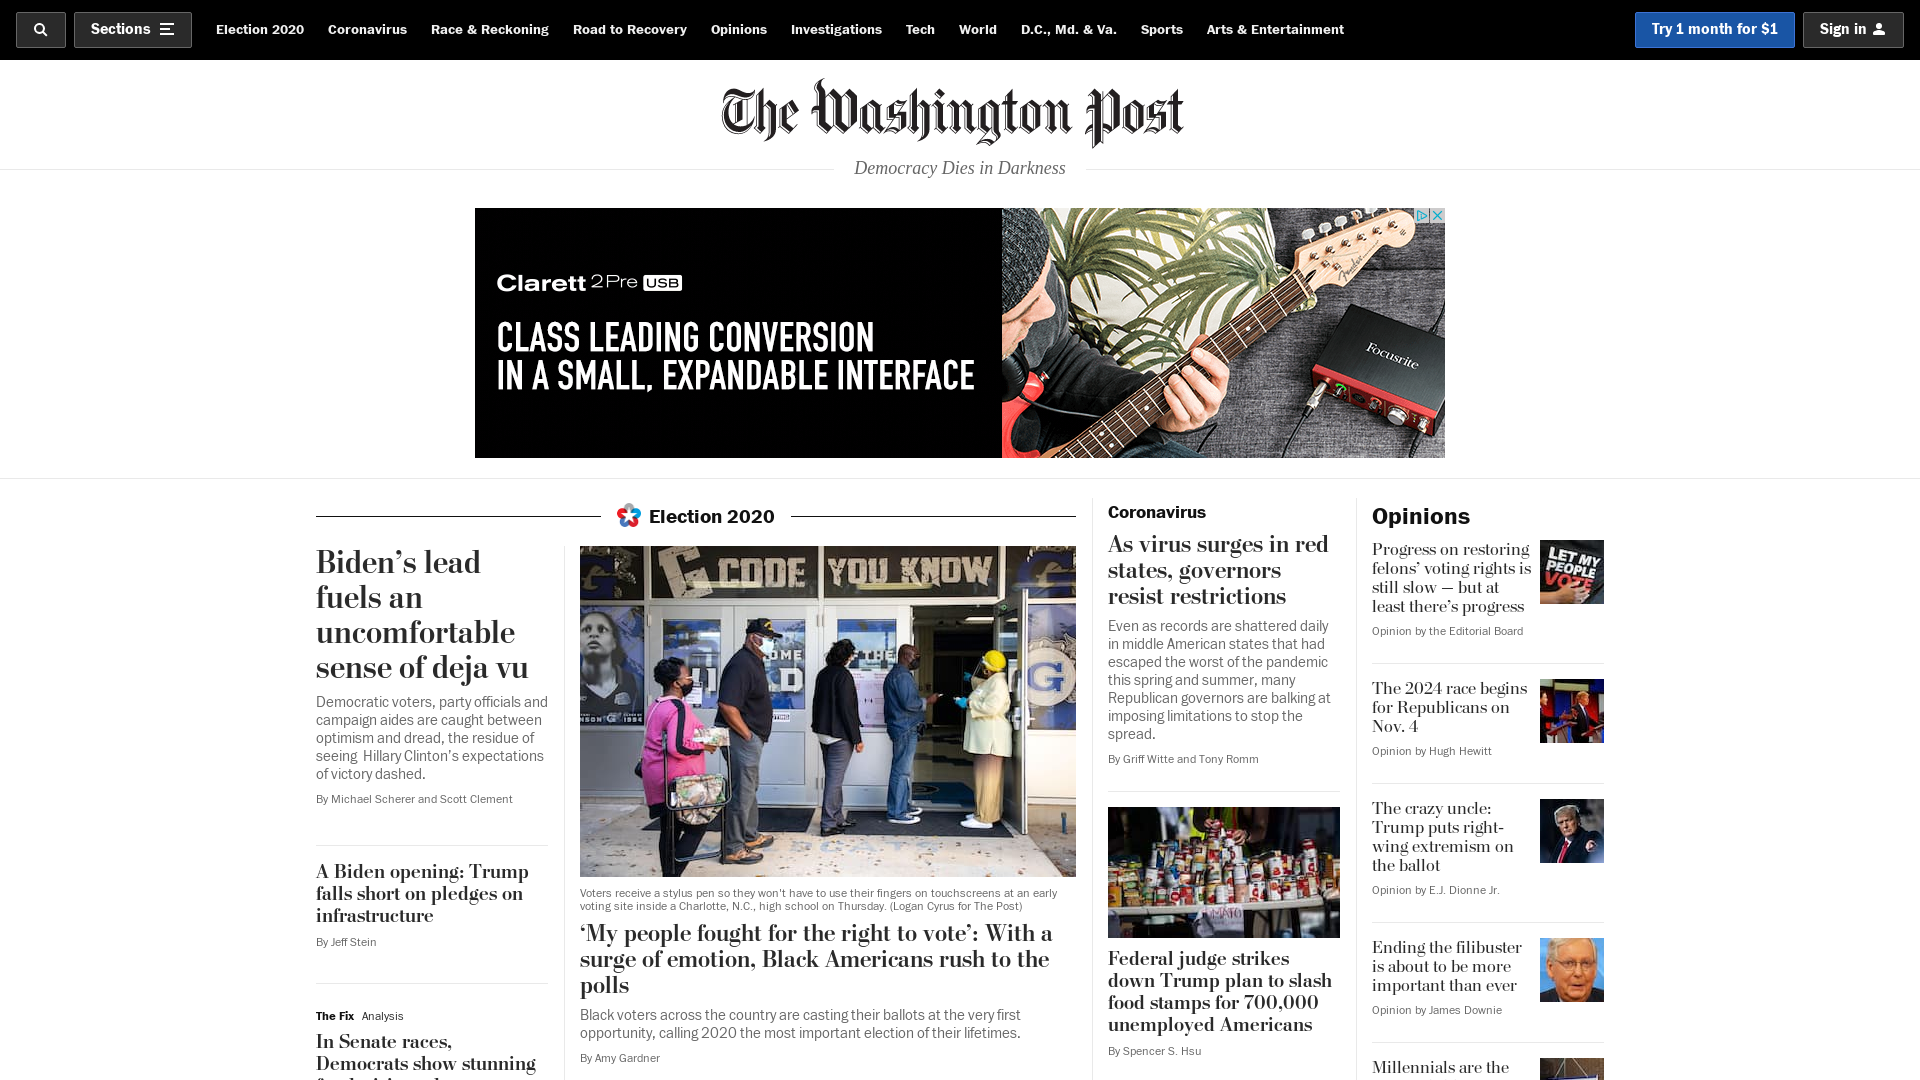 Sections
Election 2020
Coronavirus
Race & Reckoning
Road to Recovery
Opinions
Investigations
Tech
World
D.C., Md. & Va.
Sports
Arts & Entertainment
Try 1 month for $1
Sign in
The Washington Post
Democracy Dies in Darkness
Clarett 2Pre USB
CLASS LEADING CONVERSION
IN A SMALL, EXPANDABLE INTERFACE
Fender
Focusrite
Election 2020
Biden’s lead
fuels an
uncomfortable
sense of deja vu
Democratic voters, party officials and
campaign aides are caught between
optimism and dread, the residue of
seeing Hillary Clinton’s expectations
of victory dashed.
By Michael Scherer and Scott Clement
A Biden opening: Trump
falls short on pledges on
infrastructure
By Jeff Stein
The Fix Analysis
In Senate races,
Democrats show stunning
CODE YOU KNOW
G
Voters receive a stylus pen so they won't have to use their fingers on touchscreens at an early
voting site inside a Charlotte, N.C., high school on Thursday. (Logan Cyrus for The Post)
‘My people fought for the right to vote’: With a
surge of emotion, Black Americans rush to the
polls
Black voters across the country are casting their ballots at the very first
opportunity, calling 2020 the most important election of their lifetimes.
By Amy Gardner
Coronavirus
As virus surges in red
states, governors
resist restrictions
Even as records are shattered daily
in middle American states that had
escaped the worst of the pandemic
this spring and summer, many
Republican governors are balking at
imposing limitations to stop the
spread.
By Griff Witte and Tony Romm
Federal judge strikes
down Trump plan to slash
food stamps for 700,000
unemployed Americans
By Spencer S. Hsu
Opinions
Progress on restoring
felons’ voting rights is
still slow — but at
least there’s progress
Opinion by the Editorial Board
LET MY
PEOPLE
VOTE
The 2024 race begins
for Republicans on
Nov. 4
Opinion by Hugh Hewitt
The crazy uncle:
Trump puts right-
wing extremism on
the ballot
Opinion by E.J. Dionne Jr.
Ending the filibuster
is about to be more
important than ever
Opinion by James Downie
Millennials are the